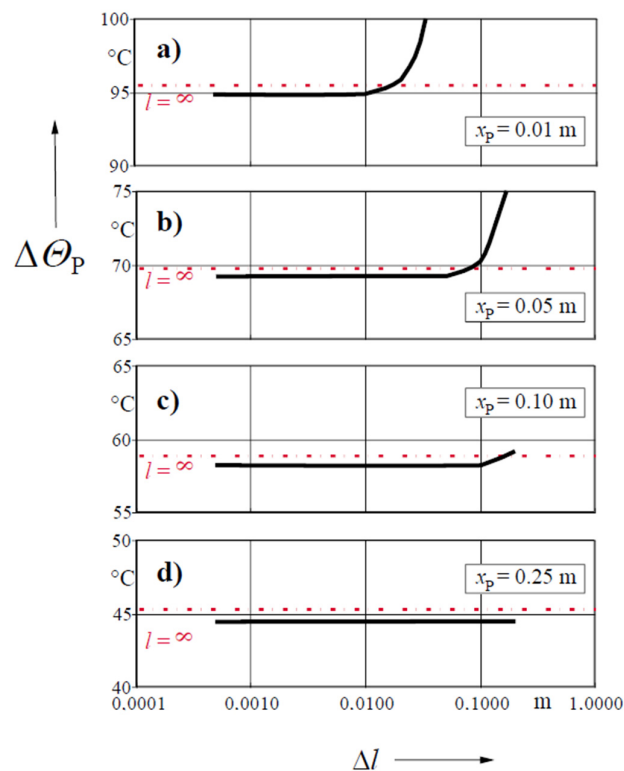 100
°C
a)
95
l = ∞
xP = 0.01 m
90
75
°C
b)
ΔΘP
70
l = ∞
xP = 0.05 m
65
65
°C
c)
xP = 0.10 m
60
l = ∞
55
50
°C
d)
xP = 0.25 m
45
l = ∞
40
0.0001 0.0010 0.0100 0.1000 m 1.0000
Δl